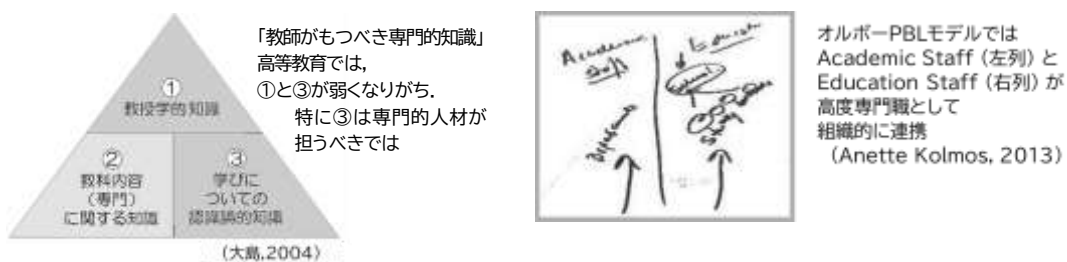 ①
教授学的知識
②
教科内容
（専門）
に関する知識
③
学びに
ついての
認識論的知識
（大島,2004）
「教師がもつべき専門的知識」
高等教育では，
①と③が弱くなりがち．
特に③は専門的人材が
担うべきでは
Academic
Staff
オルボーPBLモデルでは
Academic Staff（左列）と
Education Staff（右列）が
高度専門職として
組織的に連携
（Anette Kolmos, 2013）